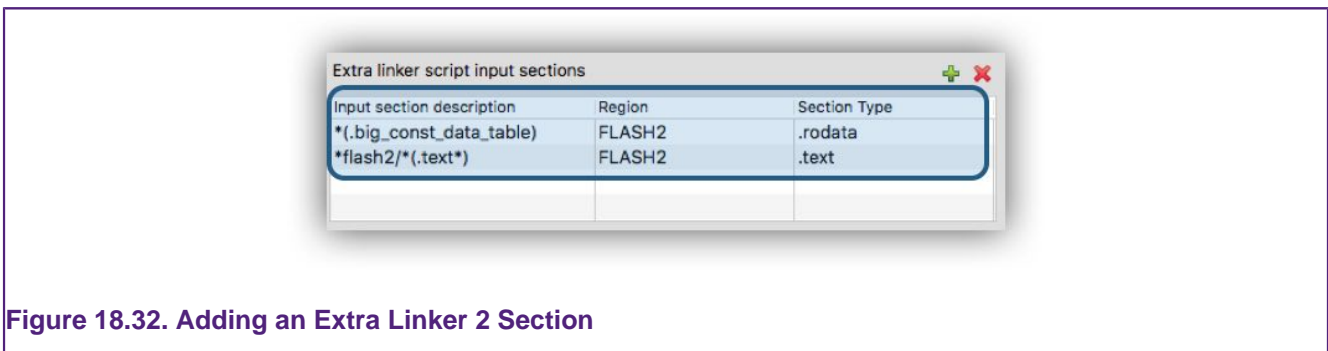 Extra linker script input sections
Input section description Region Section Type
*(.big_const_data_table) FLASH2 .rodata
*flash2/*(.text*) FLASH2 .text
Figure 18.32. Adding an Extra Linker 2 Section